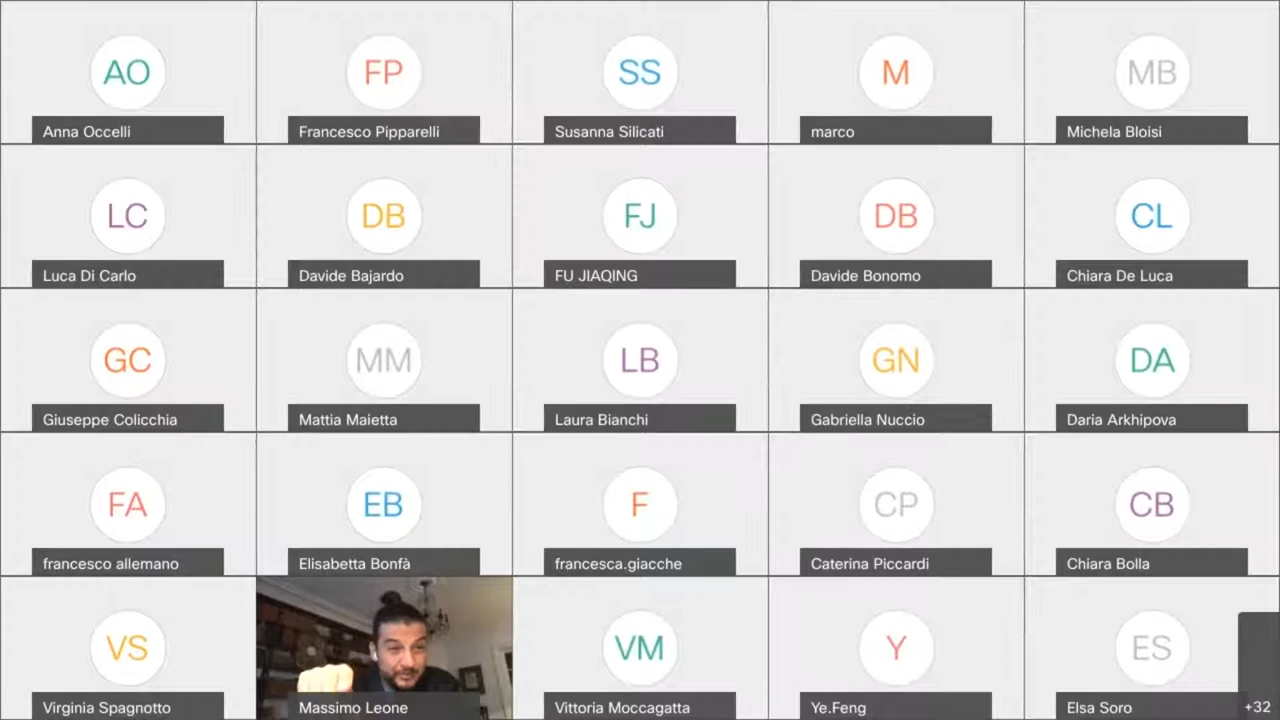 AO
FP
SS
M
MB
Anna Occelli
Francesco Pipparelli
Susanna Silicati
marco
Michela Bloisi
LC
DB
FJ
DB
CL
Luca Di Carlo
Davide Bajardo
FU JIAQING
Davide Bonomo
Chiara De Luca
GC
MM
LB
GN
DA
Giuseppe Colicchia
Mattia Maietta
Laura Bianchi
Gabriella Nuccio
Daria Arkhipova
FA
EB
F
CP
CB
francesco allemano
Elisabetta Bonfà
francesca.giacche
Caterina Piccardi
Chiara Bolla
VS
VM
Y
ES
Virginia Spagnotto
Massimo Leone
Vittoria Moccagatta
Ye.Feng
Elsa Soro
+32